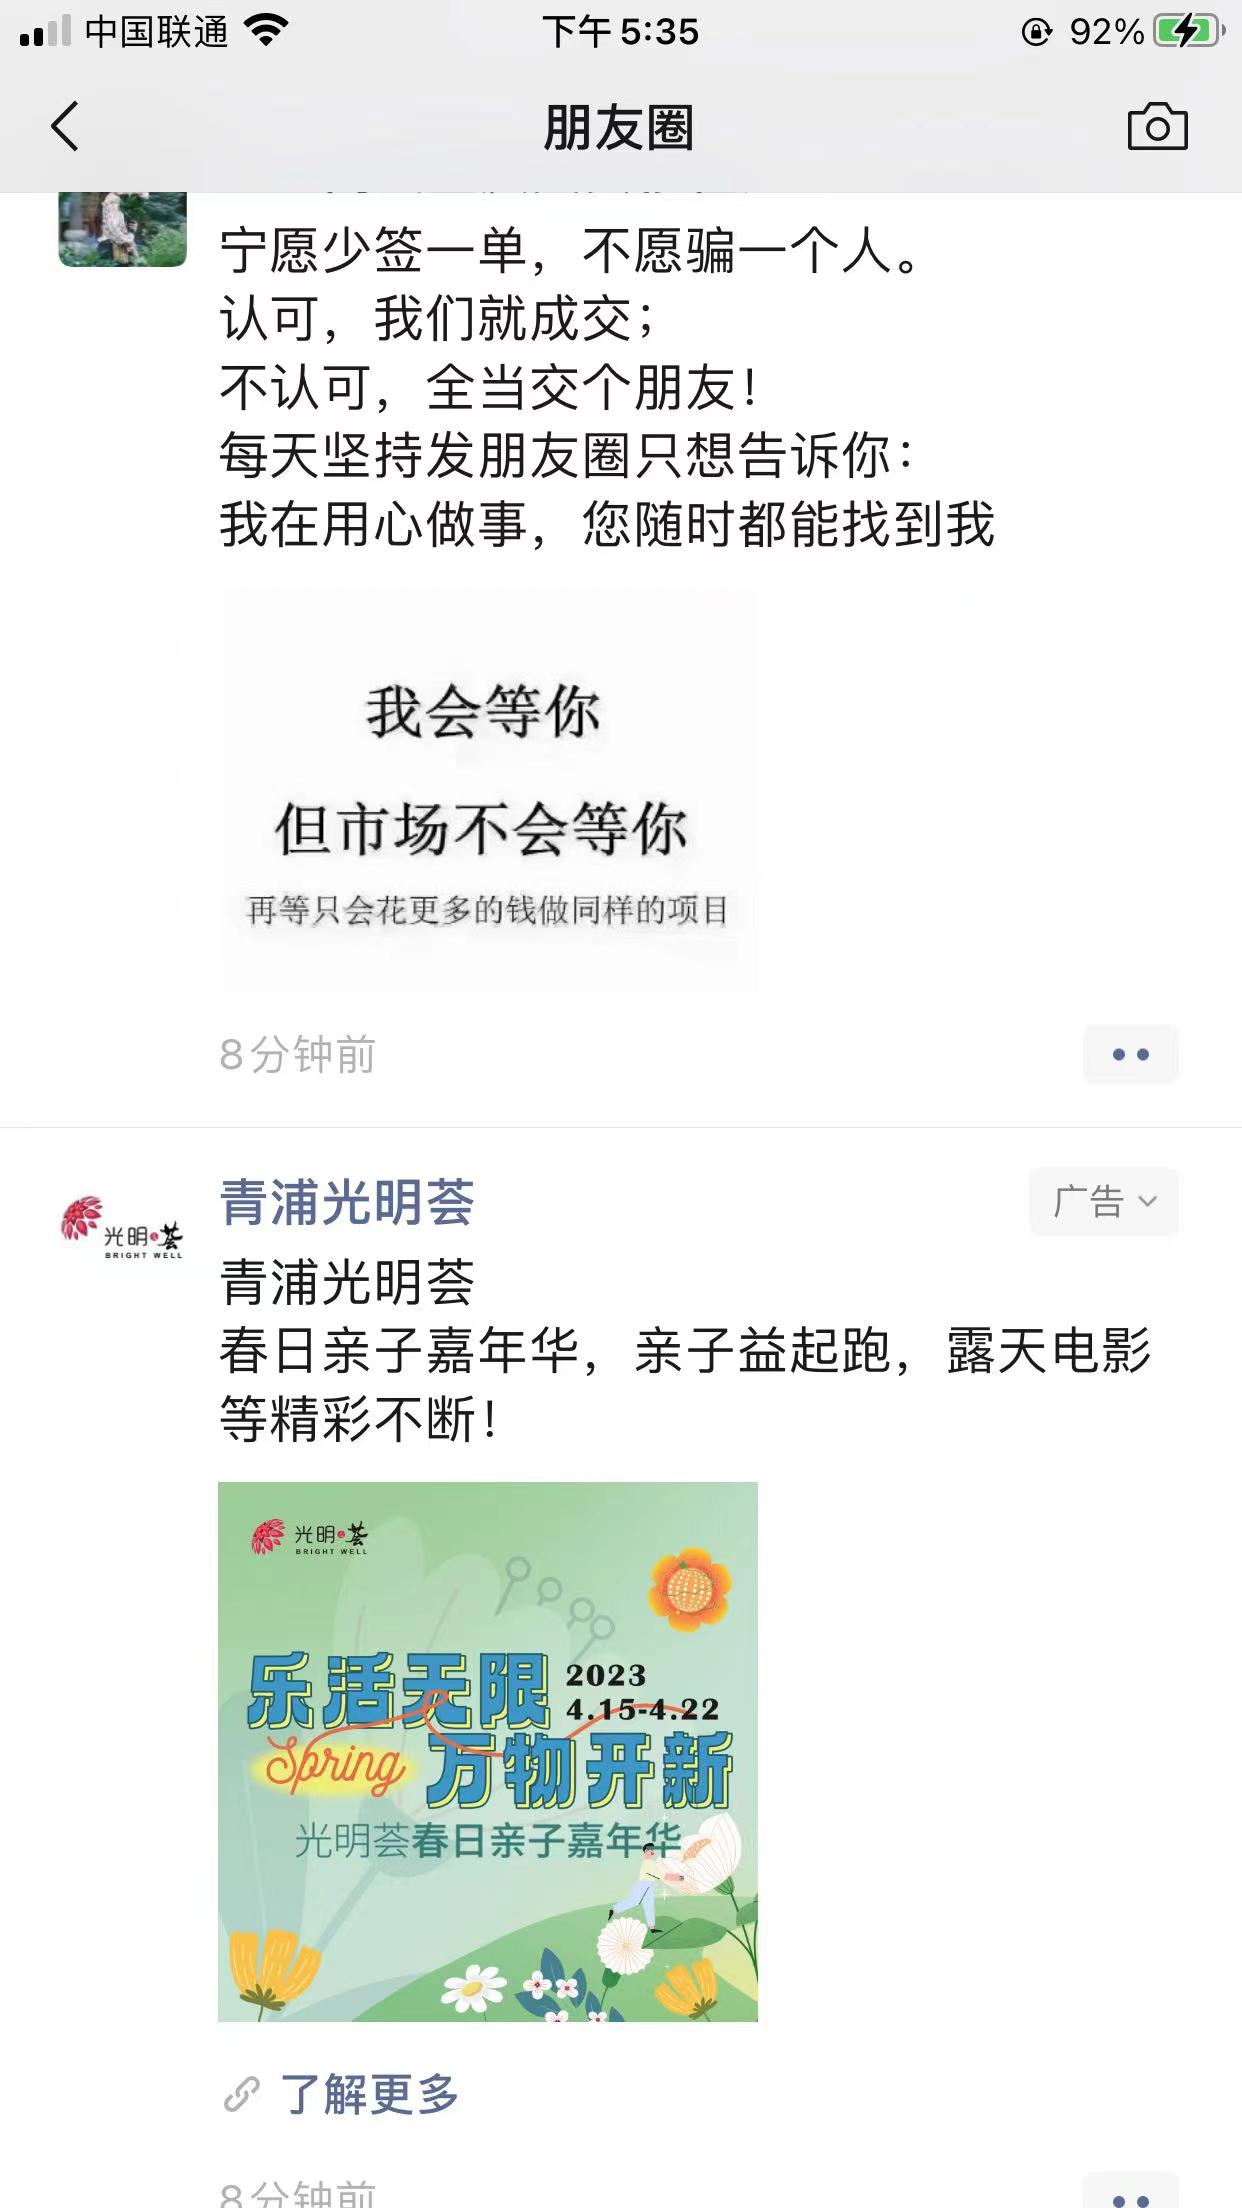 中国联通
下午 5:35
92%
朋友圈
宁愿少签一单，不愿骗一个人。
认可，我们就成交；
不认可，全当交个朋友！
每天坚持发朋友圈只想告诉你：
我在用心做事，您随时都能找到我
我会等你
但市场不会等你
再等只会花更多的钱做同样的项目
8分钟前
光明荟
BRIGHT WELL
青浦光明荟
广告
青浦光明荟
春日亲子嘉年华，亲子益起跑，露天电影
等精彩不断！
光明荟
BRIGHT WELL
乐活无限
2023
4.15-4.22
Spring
万物开新
光明荟春日亲子嘉年华
了解更多
8分钟前